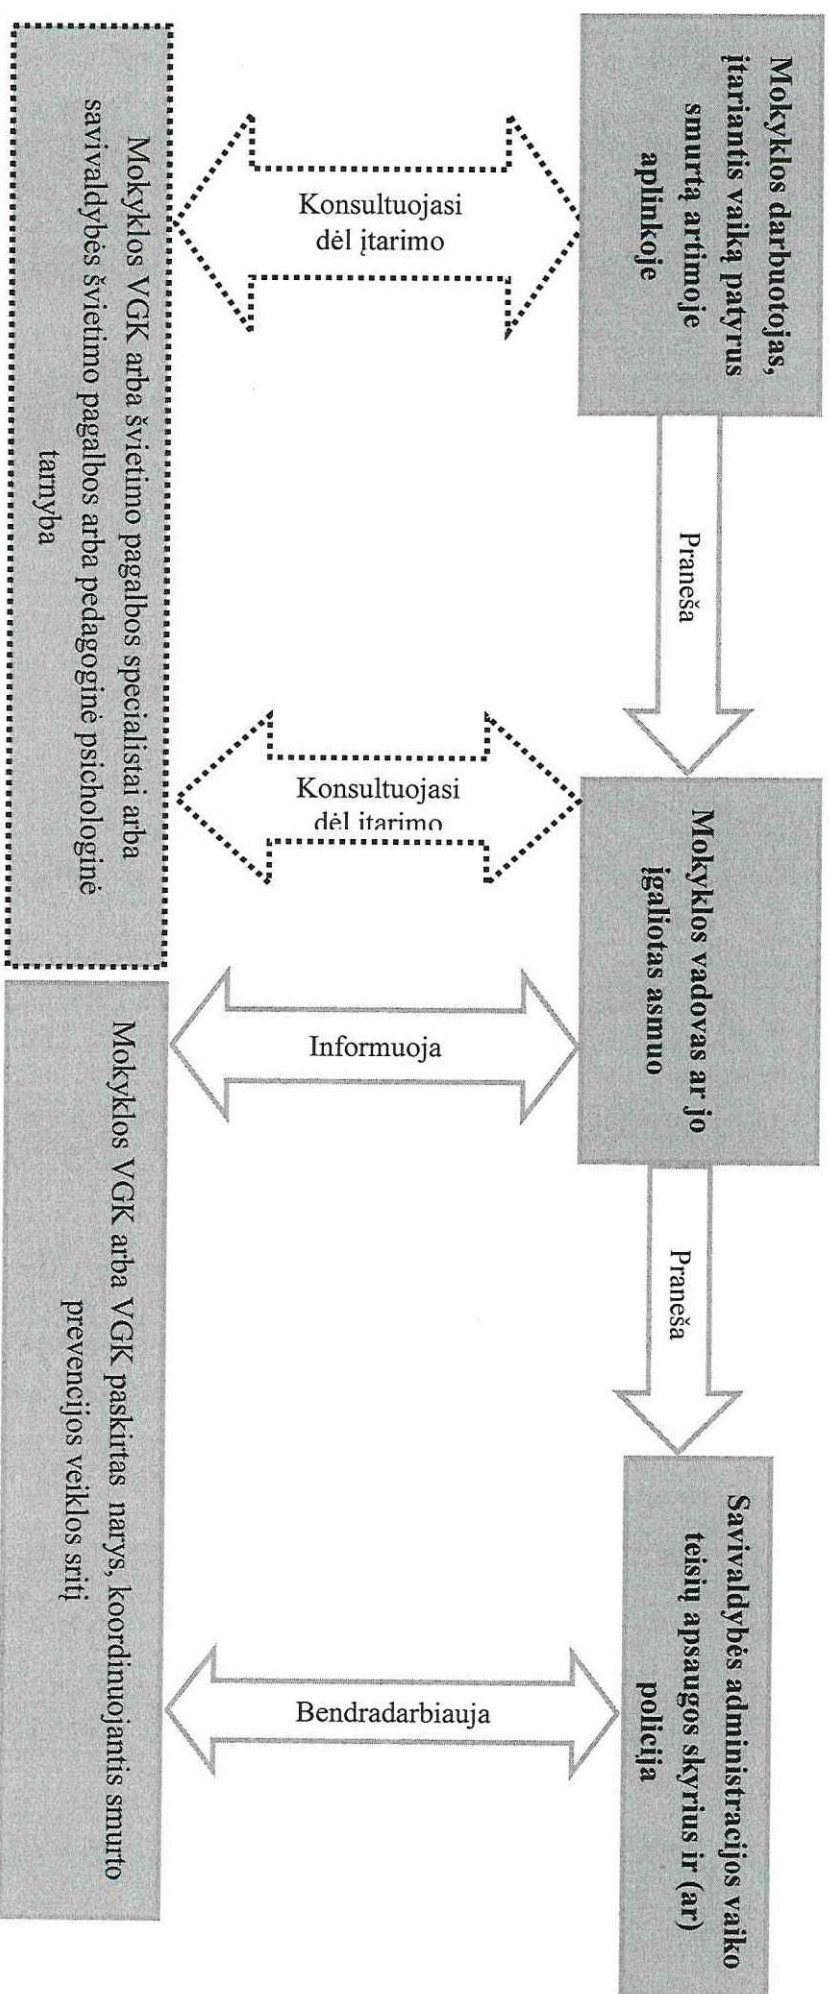 Mokyklos darbuotojas,
įtariantis vaiką patyrus
smurtą artimoje
aplinkoje
Praneša
Mokyklos vadovas ar jo
įgaliotas asmuo
Praneša
Savivaldybės administracijos vaiko
teisių apsaugos skyrius ir (ar)
policija
Konsultuojasi
dėl įtarimo
Konsultuojasi
dėl įtarimo
Informuoja
Bendradarbiauja
Mokyklos VGK arba švietimo pagalbos specialistai arba
savivaldybės švietimo pagalbos arba pedagoginė psichologinė
tarnyba
Mokyklos VGK arba VGK paskirtas narys, koordinuojantis smurto
prevencijos veiklos sritį